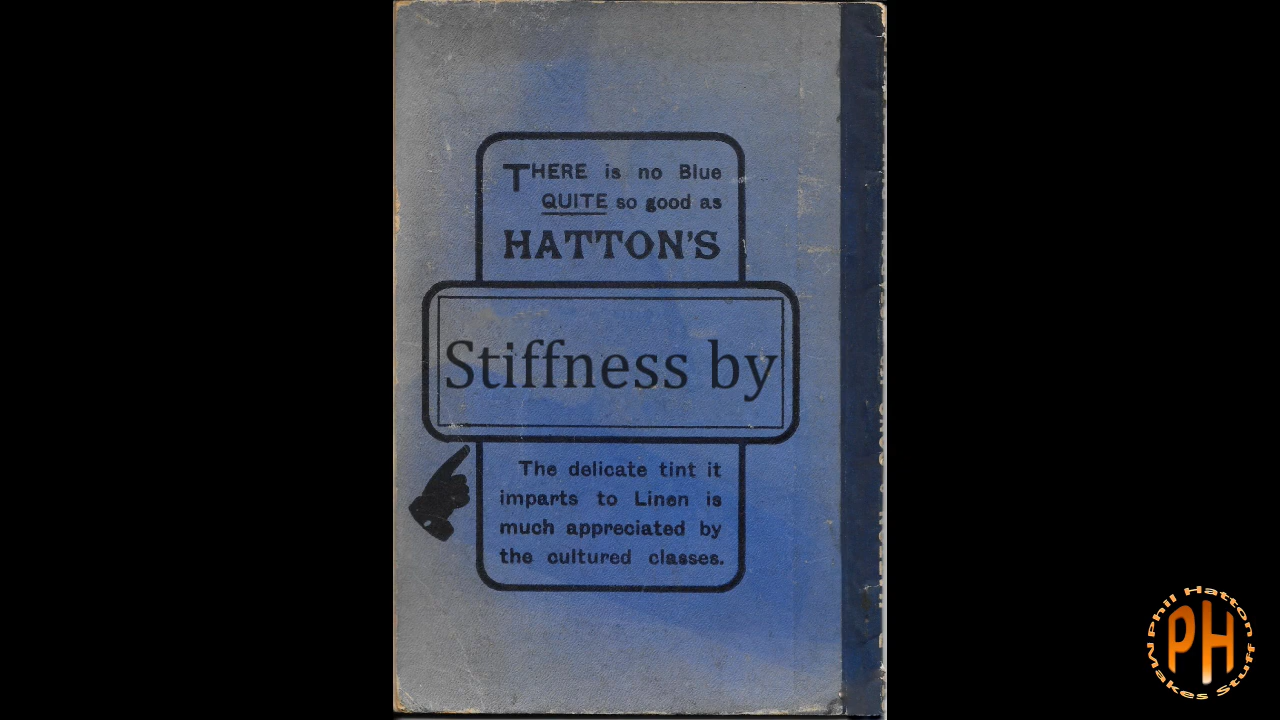 THERE is no Blue
QUITE so good as
HATTON'S
Stiffness by
The delicate tint it
imparts to Linen is
much appreciated by
the cultured classes.
Phil Hatton
PH
Makes Stuff